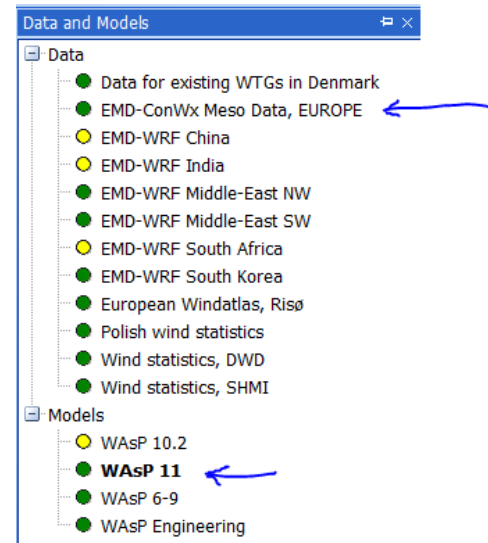 Data and Models
Data
Data for existing WTGs in Denmark
EMD-ConWx Meso Data, EUROPE
EMD-WRF China
EMD-WRF India
EMD-WRF Middle-East NW
EMD-WRF Middle-East SW
EMD-WRF South Africa
EMD-WRF South Korea
European Windatlas, Risø
Polish wind statistics
Wind statistics, DWD
Wind statistics, SHMI
Models
WAsP 10.2
WAsP 11
WAsP 6-9
WAsP Engineering